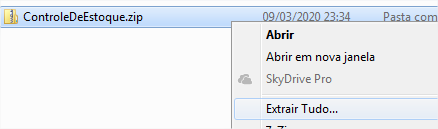 ControleDeEstoque.zip 09/03/2020 23:34 Pasta com
Abrir
Abrir em nova janela
SkyDrive Pro
Extrair Tudo...